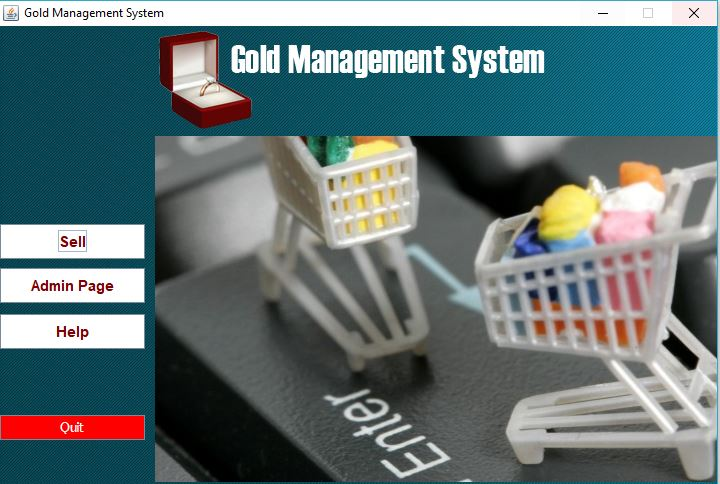 Gold Management System
Gold Management System
Sell
Admin Page
Help
Quit
Enter